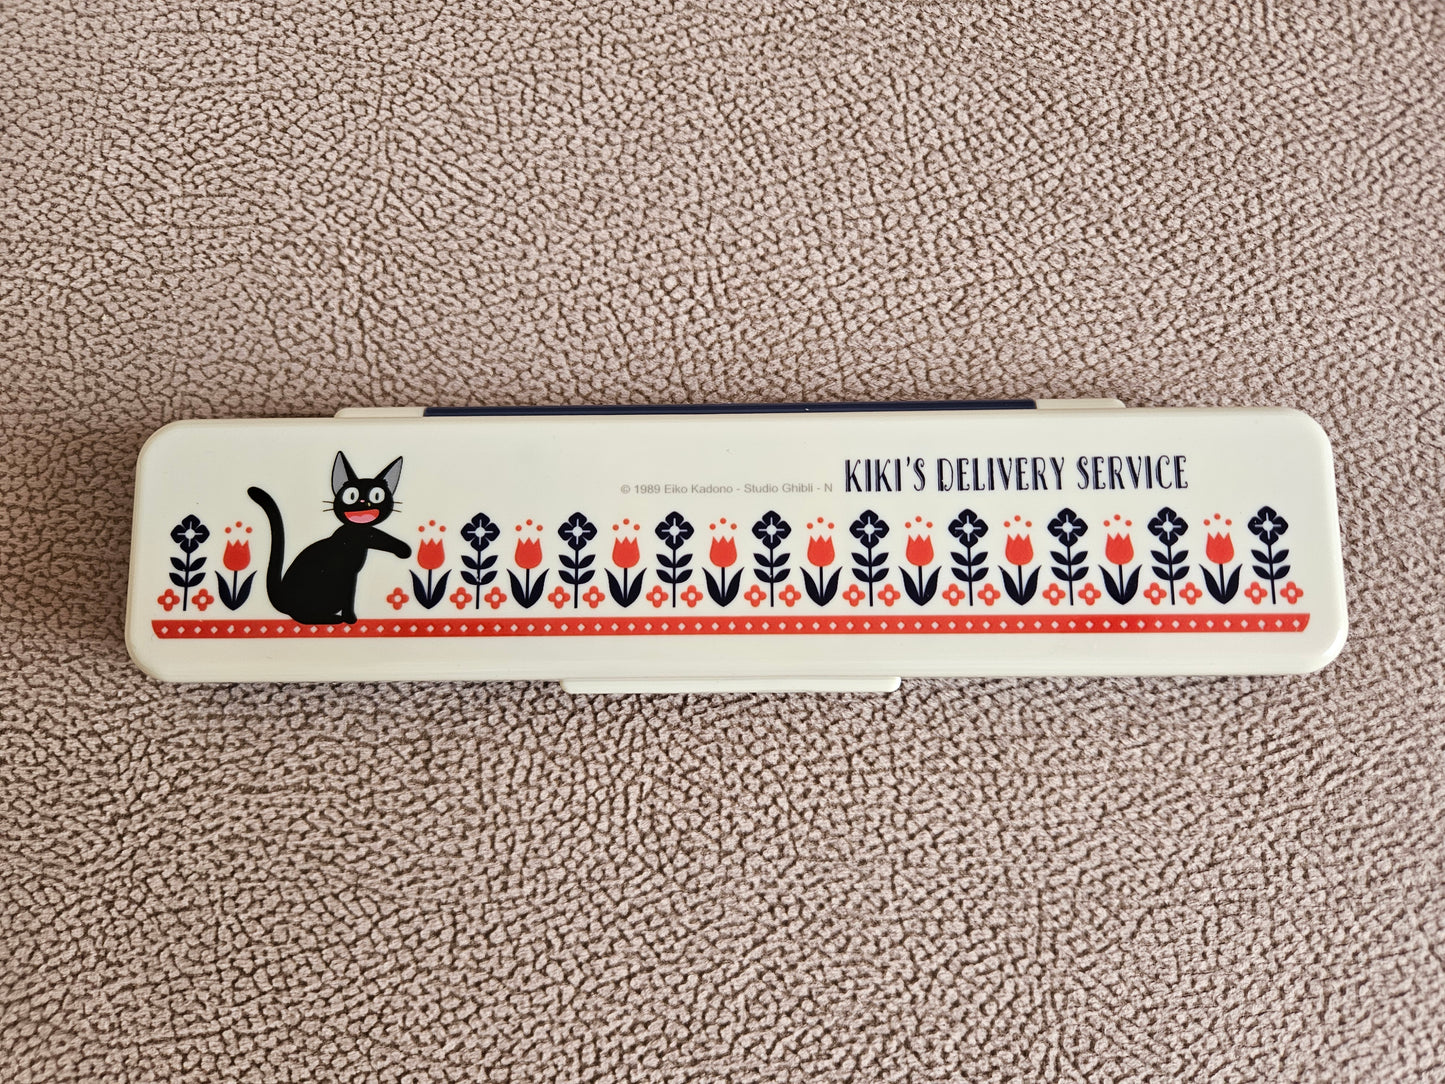 © 1989 Eiko Kadono - Studio Ghibli - N KIKI'S DELIVERY SERVICE